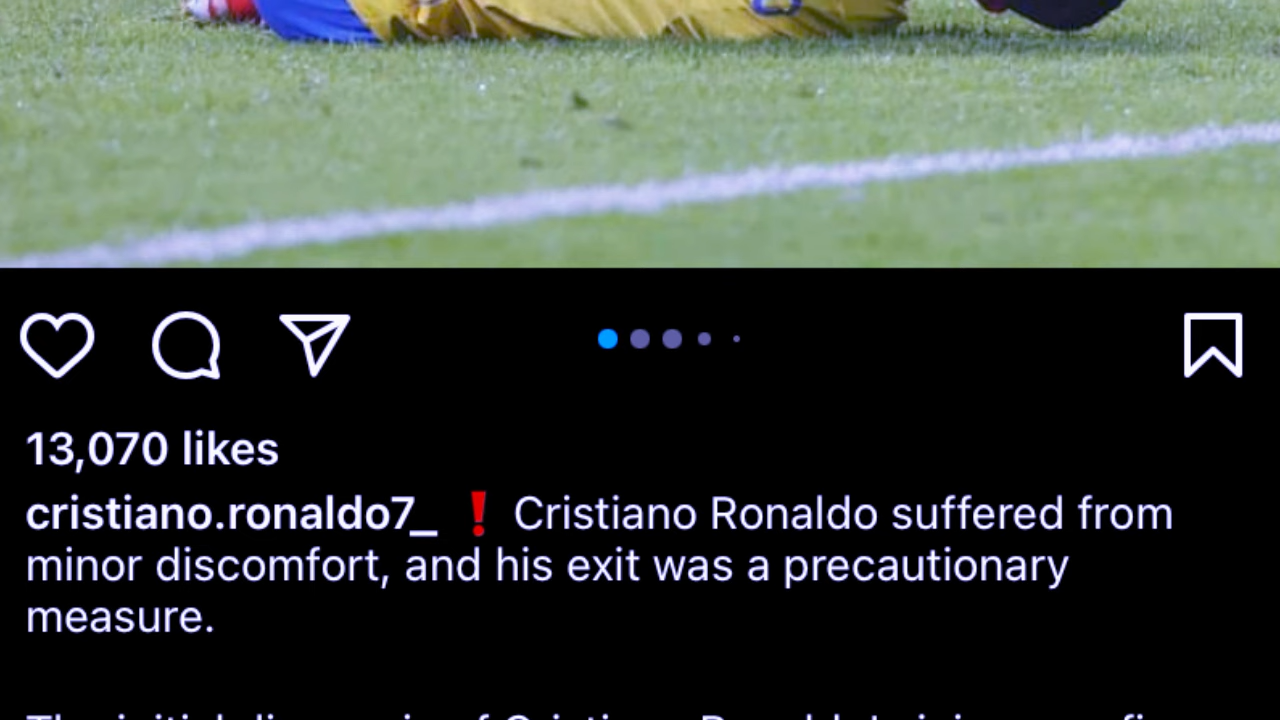 13,070 likes
cristiano.ronaldo7_ ❗ Cristiano Ronaldo suffered from
minor discomfort, and his exit was a precautionary
measure.